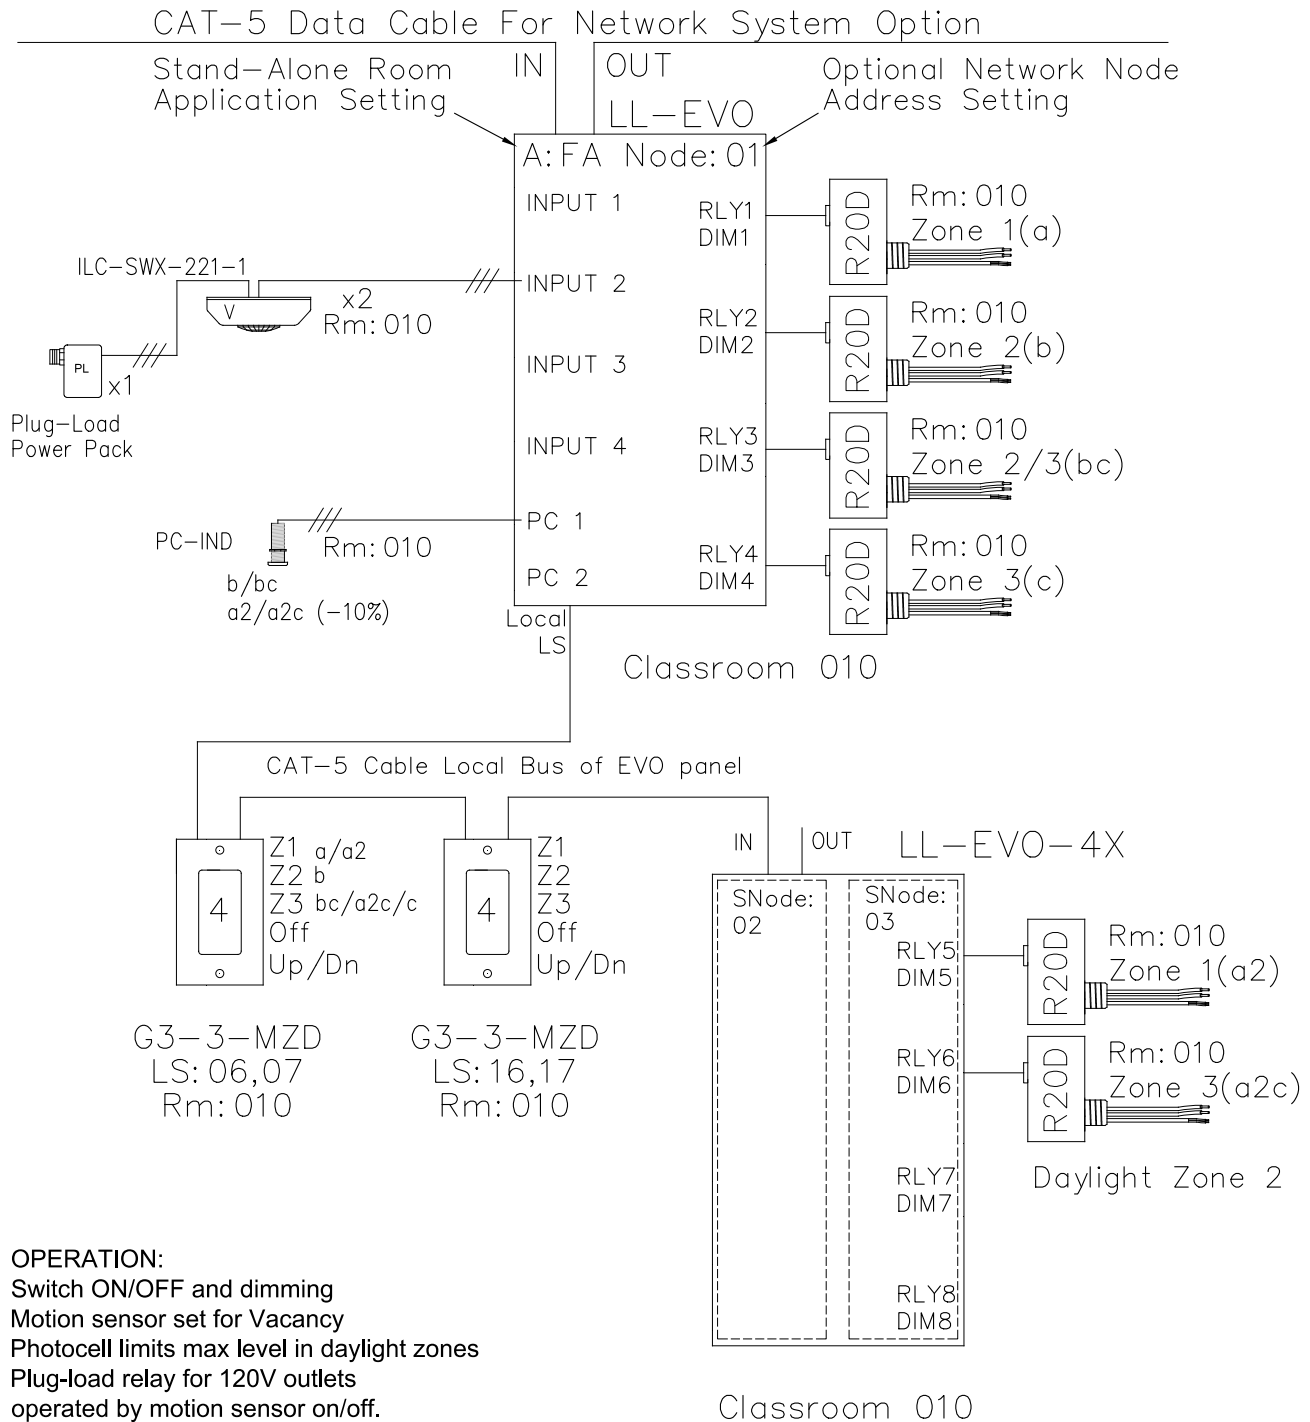 CAT-5 Data Cable For Network System Option
IN
OUT
Stand-Alone Room
Application Setting
Optional Network Node
Address Setting
LL-EVO
A: FA Node: 01
INPUT 1
INPUT 2
INPUT 3
INPUT 4
PC 1
PC 2
RLY1
DIM1
RLY2
DIM2
RLY3
DIM3
RLY4
DIM4
R20D
Rm: 010
Zone 1(a)
R20D
Rm: 010
Zone 2(b)
R20D
Rm: 010
Zone 2/3(bc)
R20D
Rm: 010
Zone 3(c)
ILC-SWX-221-1
V
x2
Rm: 010
PL
x1
Plug-Load
Power Pack
PC-IND
Rm: 010
b/bc
a2/a2c (-10%)
Local
LS
Classroom 010
CAT-5 Cable Local Bus of EVO panel
4
Z1 a/a2
Z2 b
Z3 bc/a2c/c
Off
Up/Dn
G3-3-MZD
LS: 06,07
Rm: 010
4
Z1
Z2
Z3
Off
Up/Dn
G3-3-MZD
LS: 16,17
Rm: 010
IN
OUT
LL-EVO-4X
SNode:
02
SNode:
03
RLY5
DIM5
RLY6
DIM6
RLY7
DIM7
RLY8
DIM8
R20D
Rm: 010
Zone 1(a2)
R20D
Rm: 010
Zone 3(a2c)
Daylight Zone 2
Classroom 010
OPERATION:
Switch ON/OFF and dimming
Motion sensor set for Vacancy
Photocell limits max level in daylight zones
Plug-load relay for 120V outlets
operated by motion sensor on/off.